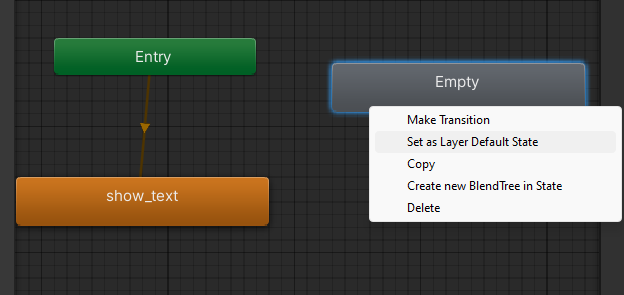 Entry
Empty
Make Transition
Set as Layer Default State
Copy
Create new BlendTree in State
Delete
show_text